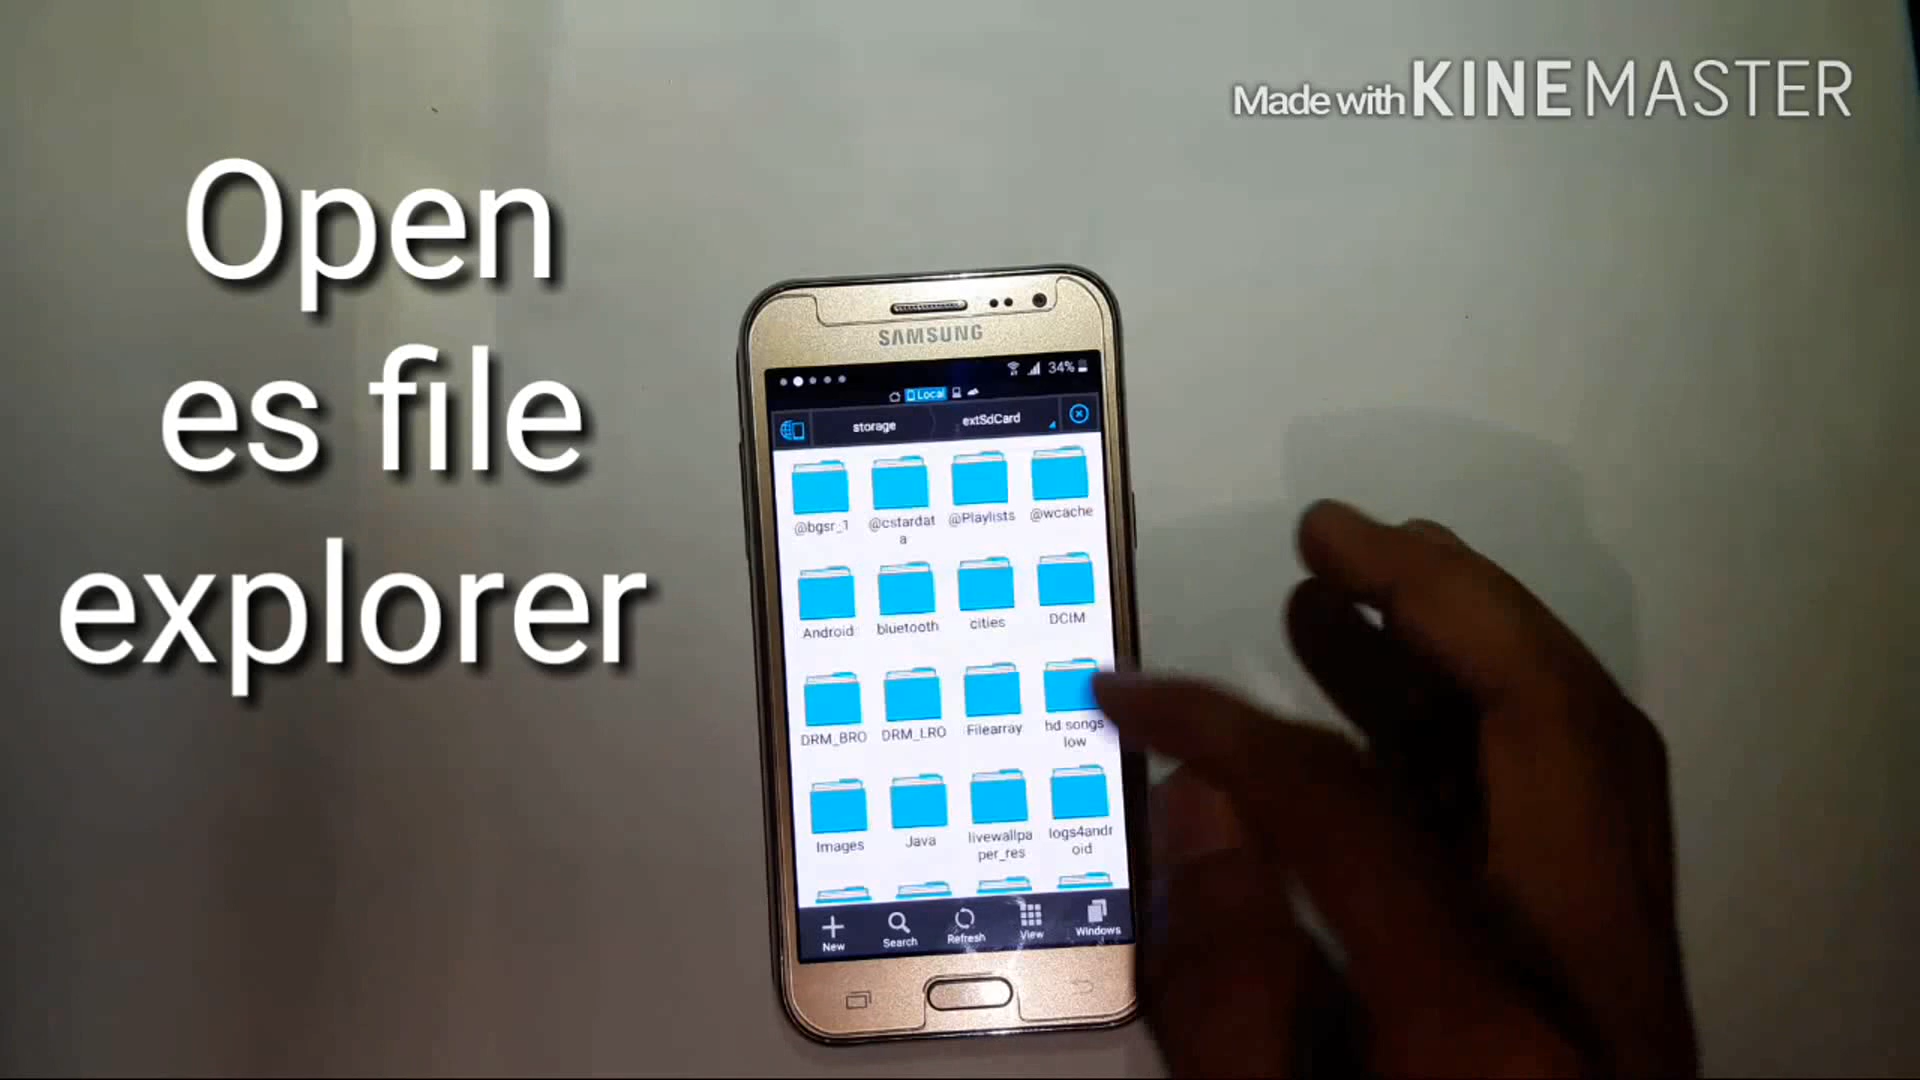 Made with KINEMASTER
Open
es file
explorer
SAMSUNG
34%
Local
storage
extSdCard
@bgsr_1
@cstardat
a
@Playlists
@wcache
Android
bluetooth
cities
DCIM
DRM_BRO
DRM_LRO
Filearray
hd songs
low
Images
Java
livewallpa
per_res
logs4andr
oid
New
Search
Refresh
View
Windows